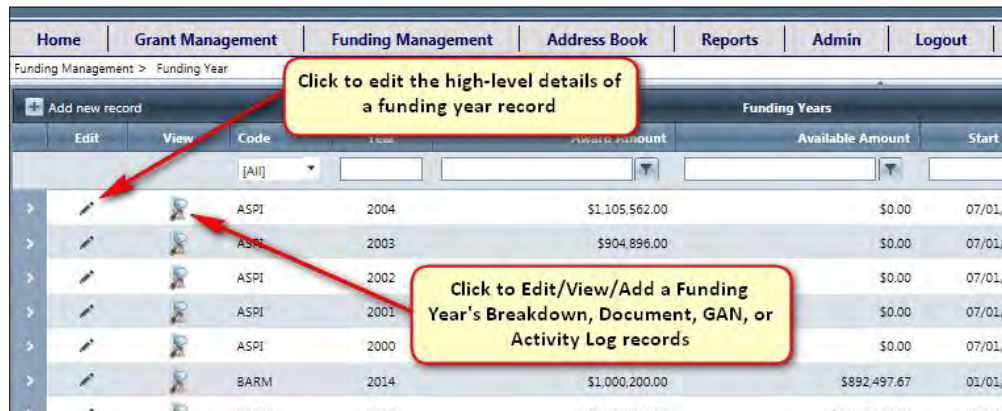 Home Grant Management Funding Management Address Book Reports Admin Logout
Funding Management > Funding Year
Click to edit the high-level details of
a funding year record
Add new record Funding Years
Edit View Code Year Award Amount Available Amount Start
[All]
ASPI 2004 $1,105,562.00 $0.00 07/01,
ASPI 2003 $904,896.00 $0.00 07/01,
ASPI 2002 $0.00 07/01,
Click to Edit/View/Add a Funding
Year's Breakdown, Document, GAN, or
Activity Log records
ASPI 2001 $0.00 07/01,
ASPI 2000 $0.00 07/01,
BARM 2014 $1,000,200.00 $892,497.67 01/01,